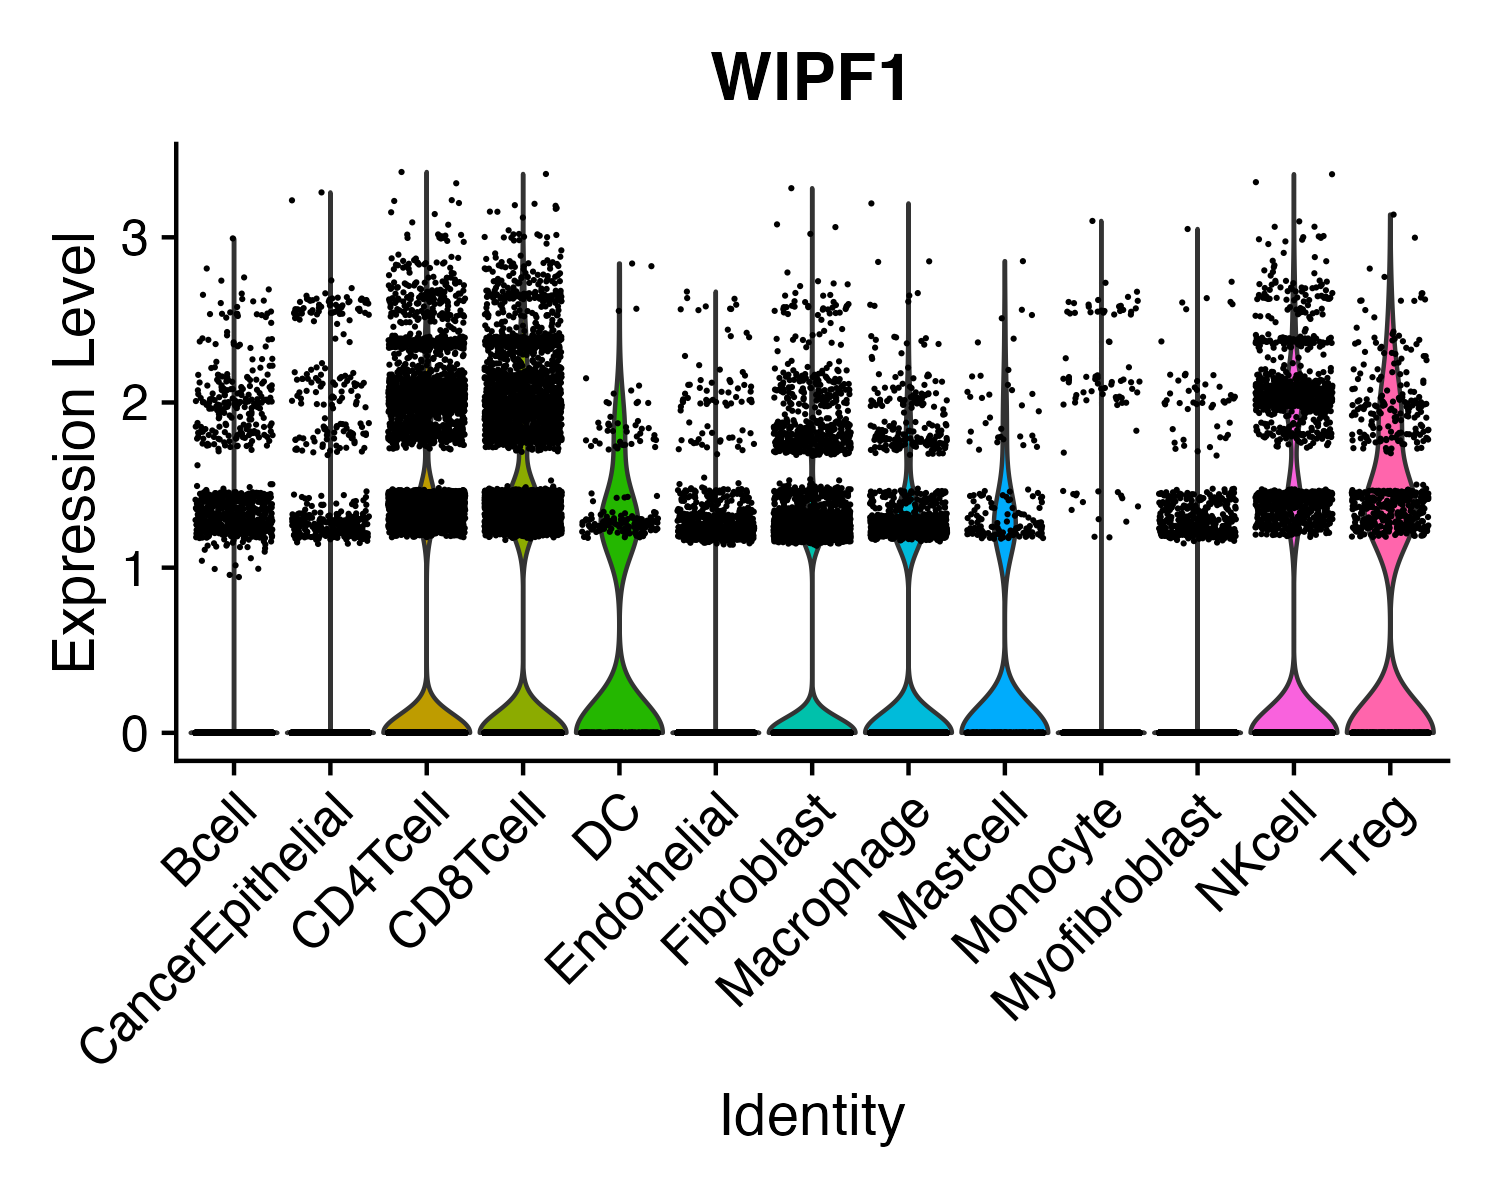 WIPF1
Expression Level
3
2
1
0
Bcell
CancerEpithelial
CD4Tcell
CD8Tcell
DC
Endothelial
Fibroblast
Macrophage
Mastcell
Monocyte
Myofibroblast
NKcell
Treg
Identity